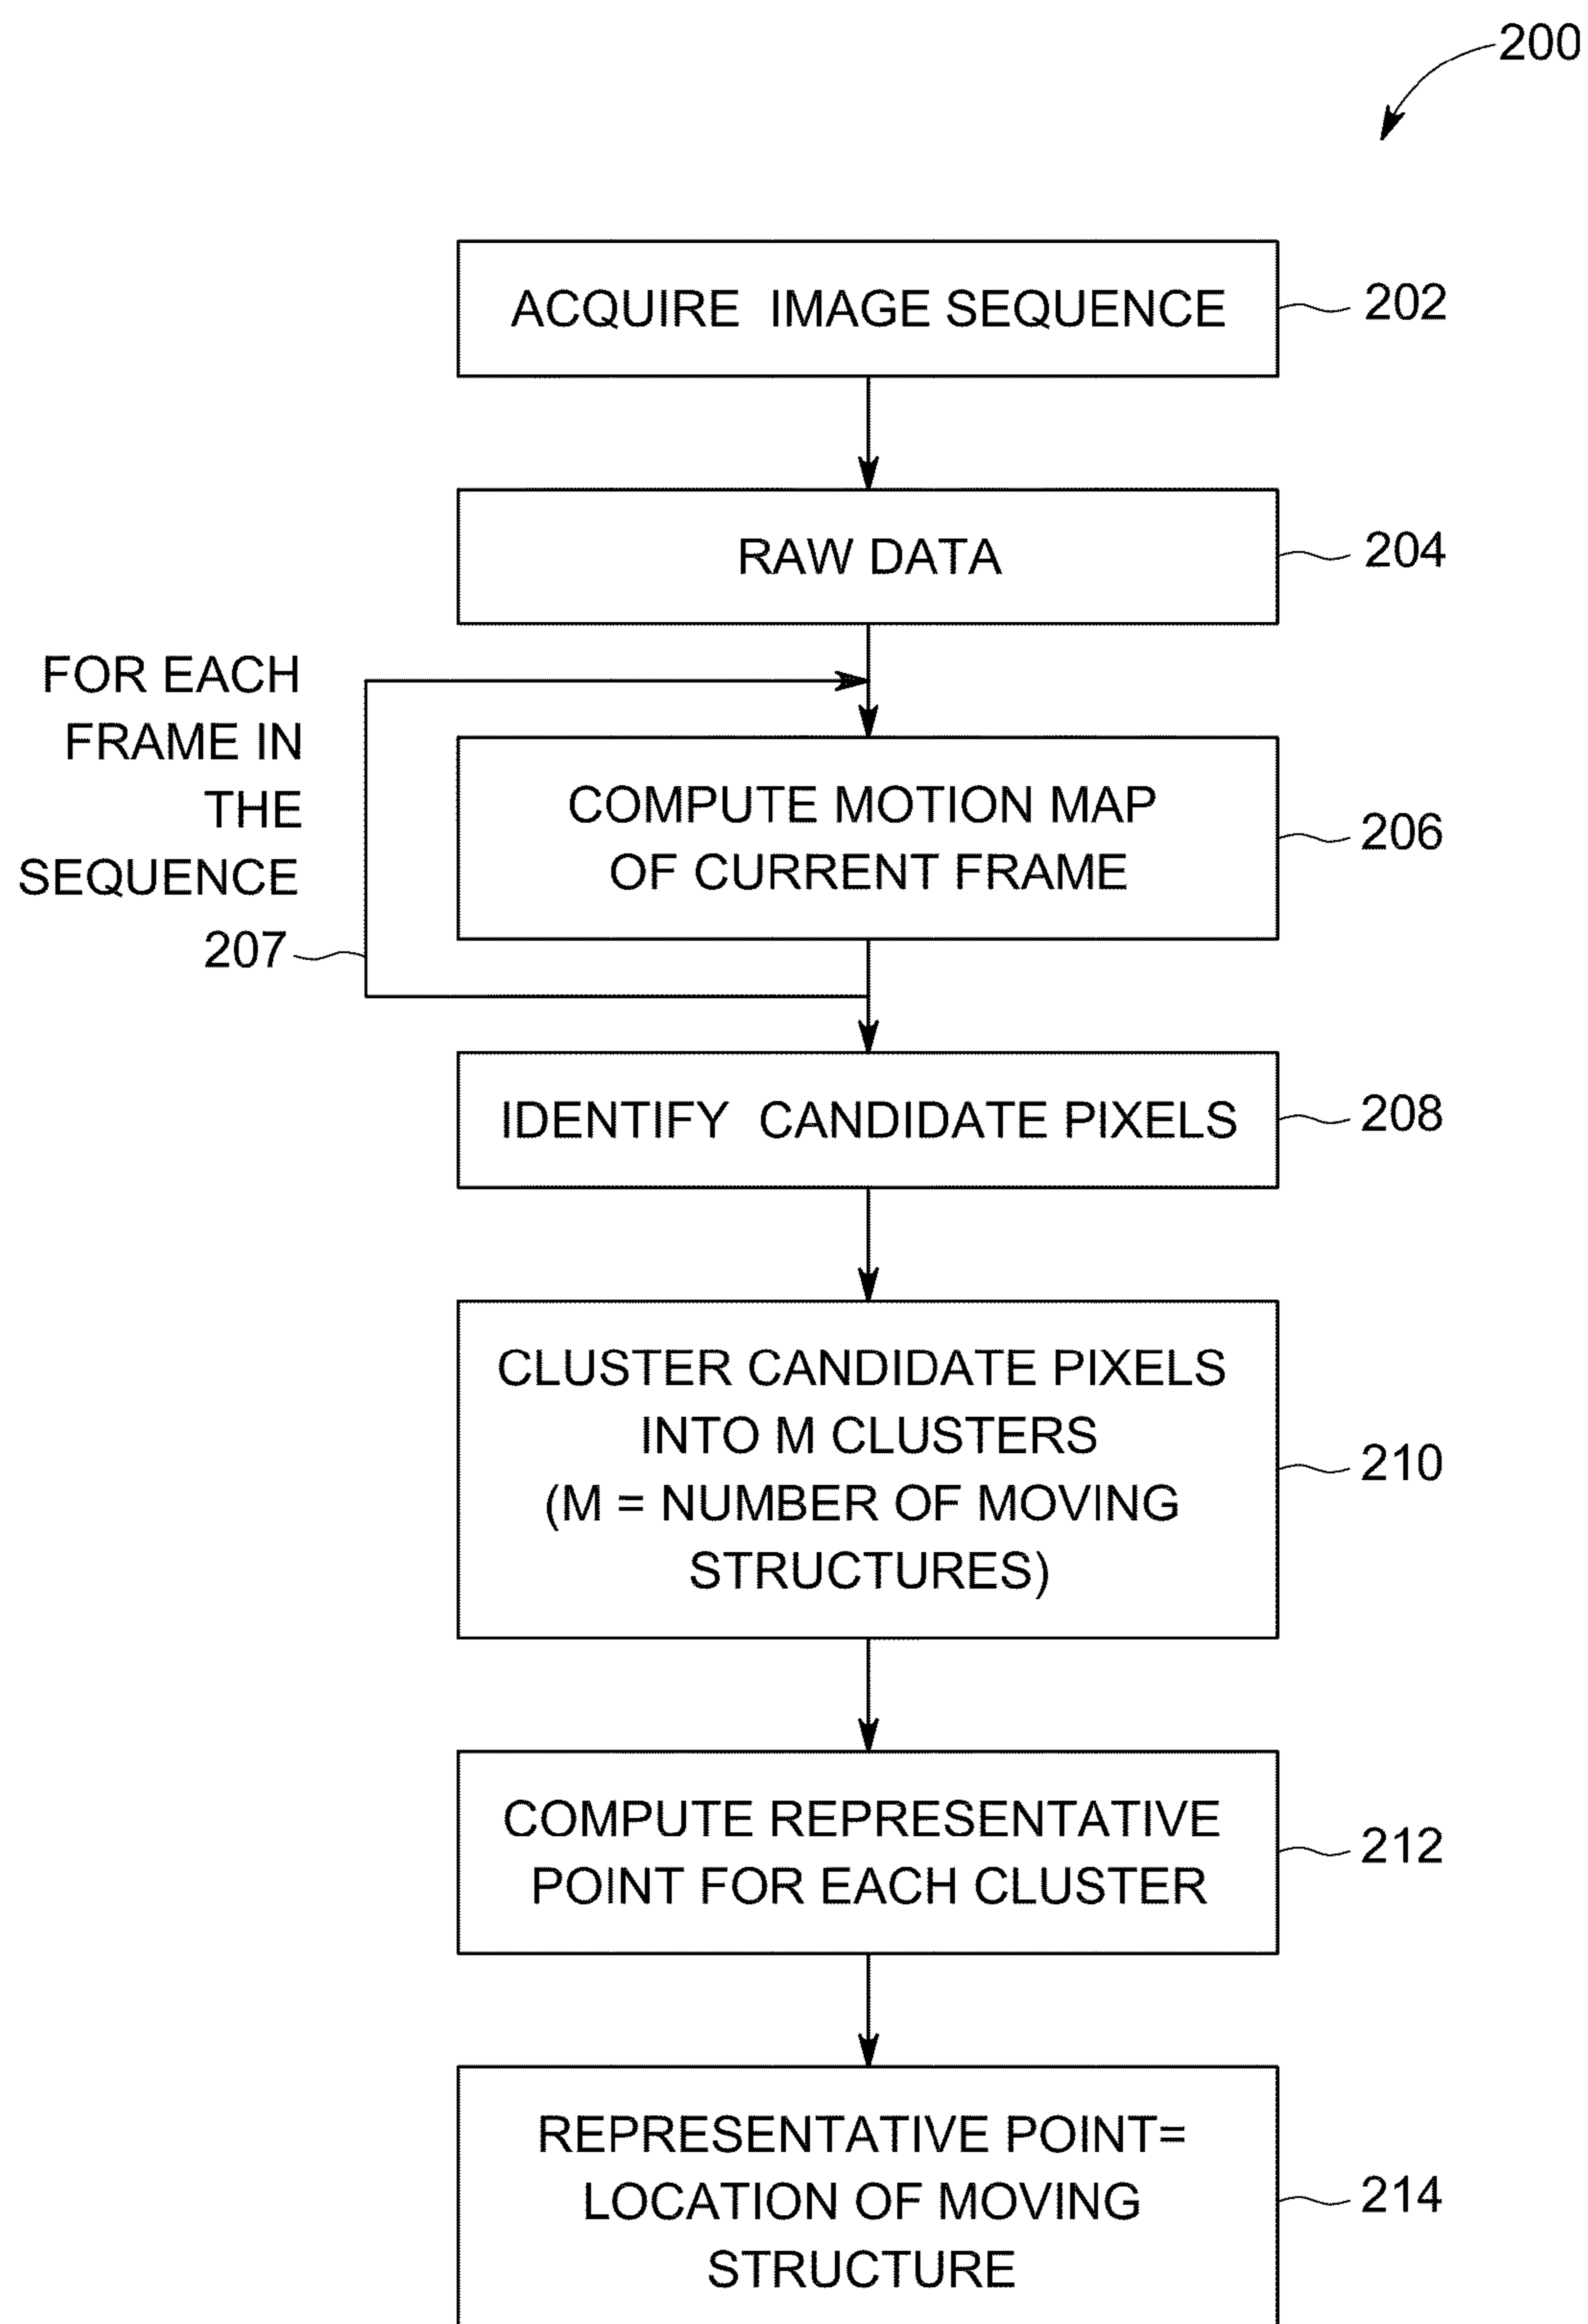 200
ACQUIRE IMAGE SEQUENCE
202
RAW DATA
204
FOR EACH
FRAME IN
THE
SEQUENCE
207
COMPUTE MOTION MAP
OF CURRENT FRAME
206
IDENTIFY CANDIDATE PIXELS
208
CLUSTER CANDIDATE PIXELS
INTO M CLUSTERS
(M = NUMBER OF MOVING
STRUCTURES)
210
COMPUTE REPRESENTATIVE
POINT FOR EACH CLUSTER
212
REPRESENTATIVE POINT=
LOCATION OF MOVING
STRUCTURE
214